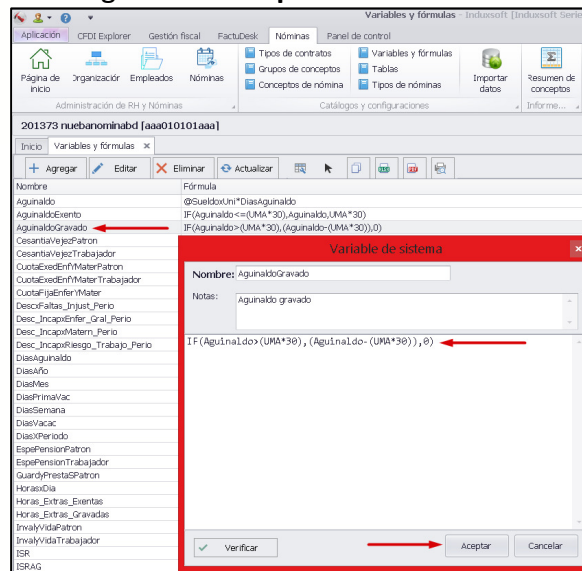 Variables y fórmulas - Induxsoft [Induxsoft Serie
Aplicación CFDI Explorer Gestión fiscal FactuDesk Nóminas Panel de control
Página de inicio
Organización
Empleados
Nóminas
Tipos de contratos
Grupos de conceptos
Conceptos de nómina
Variables y fórmulas
Tablas
Tipos de nóminas
Importar datos
Resumen de conceptos
Administración de RH y Nóminas
Catálogos y configuraciones
Informe...
201373 nuebanominabd [aaa010101aaa]
Inicio Variables y fórmulas
Agregar Editar Eliminar Actualizar
Nombre Fórmula
Aguinaldo @SueldoxUni*DiasAguinaldo
AguinaldoExento IF(Aguinaldo<=(UMA*30),Aguinaldo,UMA*30)
AguinaldoGravado IF(Aguinaldo>(UMA*30),(Aguinaldo-(UMA*30)),0)
CesantiaVejezPatron
CesantiaVejezTrabajador
CuotaExedEnfYMaterPatron
CuotaExedEnfYMaterTrabajador
CuotaFijaEnferYMater
DescxFaltas_Injust_Perio
Desc_IncapxEnfer_Gral_Perio
Desc_IncapxMatern_Perio
Desc_IncapxRiesgo_Trabajo_Perio
DiasAguinaldo
DiasAño
DiasMes
DiasPrimaVac
DiasSemana
DiasVacac
DiasXPeriodo
EspePensionPatron
EspePensionTrabajador
GuardyPrestaSPatron
HorasxDia
Horas_Extras_Exentas
Horas_Extras_Gravadas
InvalyVidaPatron
InvalyVidaTrabajador
ISR
ISRAG
Variable de sistema
Nombre: AguinaldoGravado
Notas: Aguinaldo gravado
IF(Aguinaldo>(UMA*30),(Aguinaldo-(UMA*30)),0)
Verificar Aceptar Cancelar